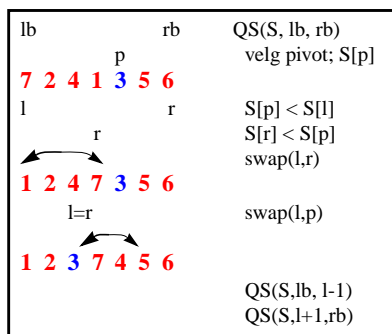 lb rb QS(S, lb, rb)
p velg pivot; S[p]
7 2 4 1 3 5 6
l r S[p] < S[l]
r S[r] < S[p]
swap(l,r)
1 2 4 7 3 5 6
l=r swap(l,p)
1 2 3 7 4 5 6
QS(S,lb, l-1)
QS(S,l+1,rb)